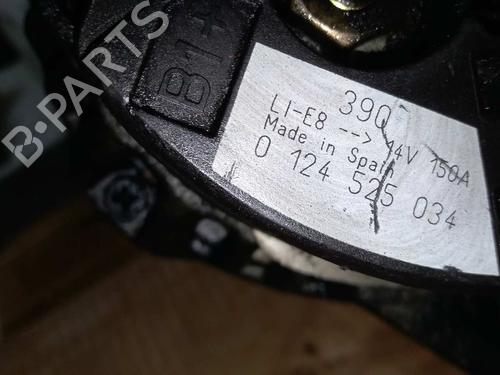 B-PARTS
B1+
390
LI-E8 --> 14V 150A
Made in Spain
0 124 525 034